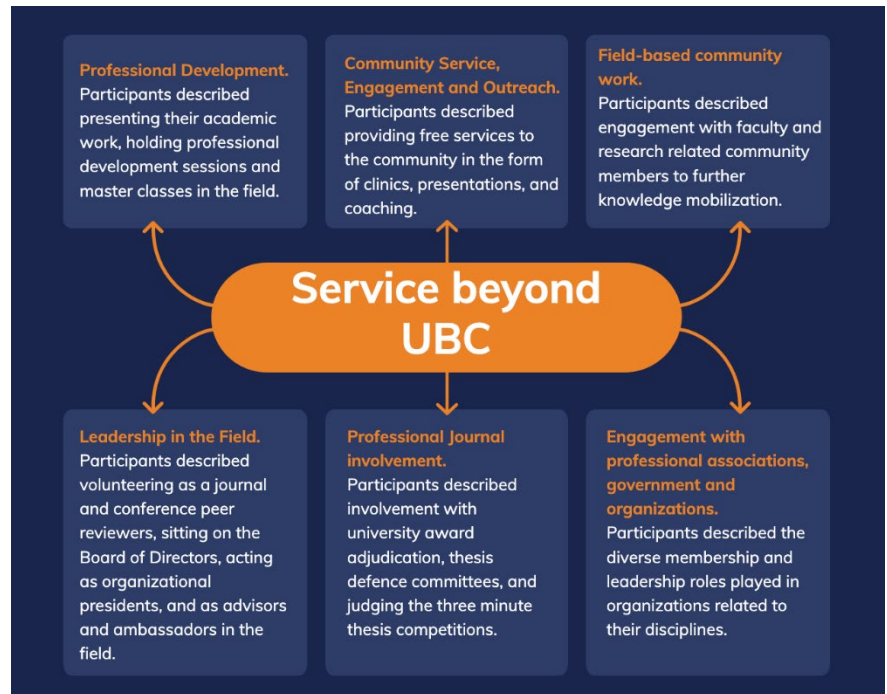 Professional Development.
Participants described
presenting their academic
work, holding professional
development sessions and
master classes in the field.
Community Service,
Engagement and Outreach.
Participants described
providing free services to
the community in the form
of clinics, presentations, and
coaching.
Field-based community
work.
Participants described
engagement with faculty and
research related community
members to further
knowledge mobilization.
Service beyond
UBC
Leadership in the Field.
Participants described
volunteering as a journal
and conference peer
reviewers, sitting on the
Board of Directors, acting
as organizational
presidents, and as advisors
and ambassadors in the
field.
Professional Journal
involvement.
Participants described
involvement with
university award
adjudication, thesis
defence committees, and
judging the three minute
thesis competitions.
Engagement with
professional associations,
government and
organizations.
Participants described the
diverse membership and
leadership roles played in
organizations related to
their disciplines.